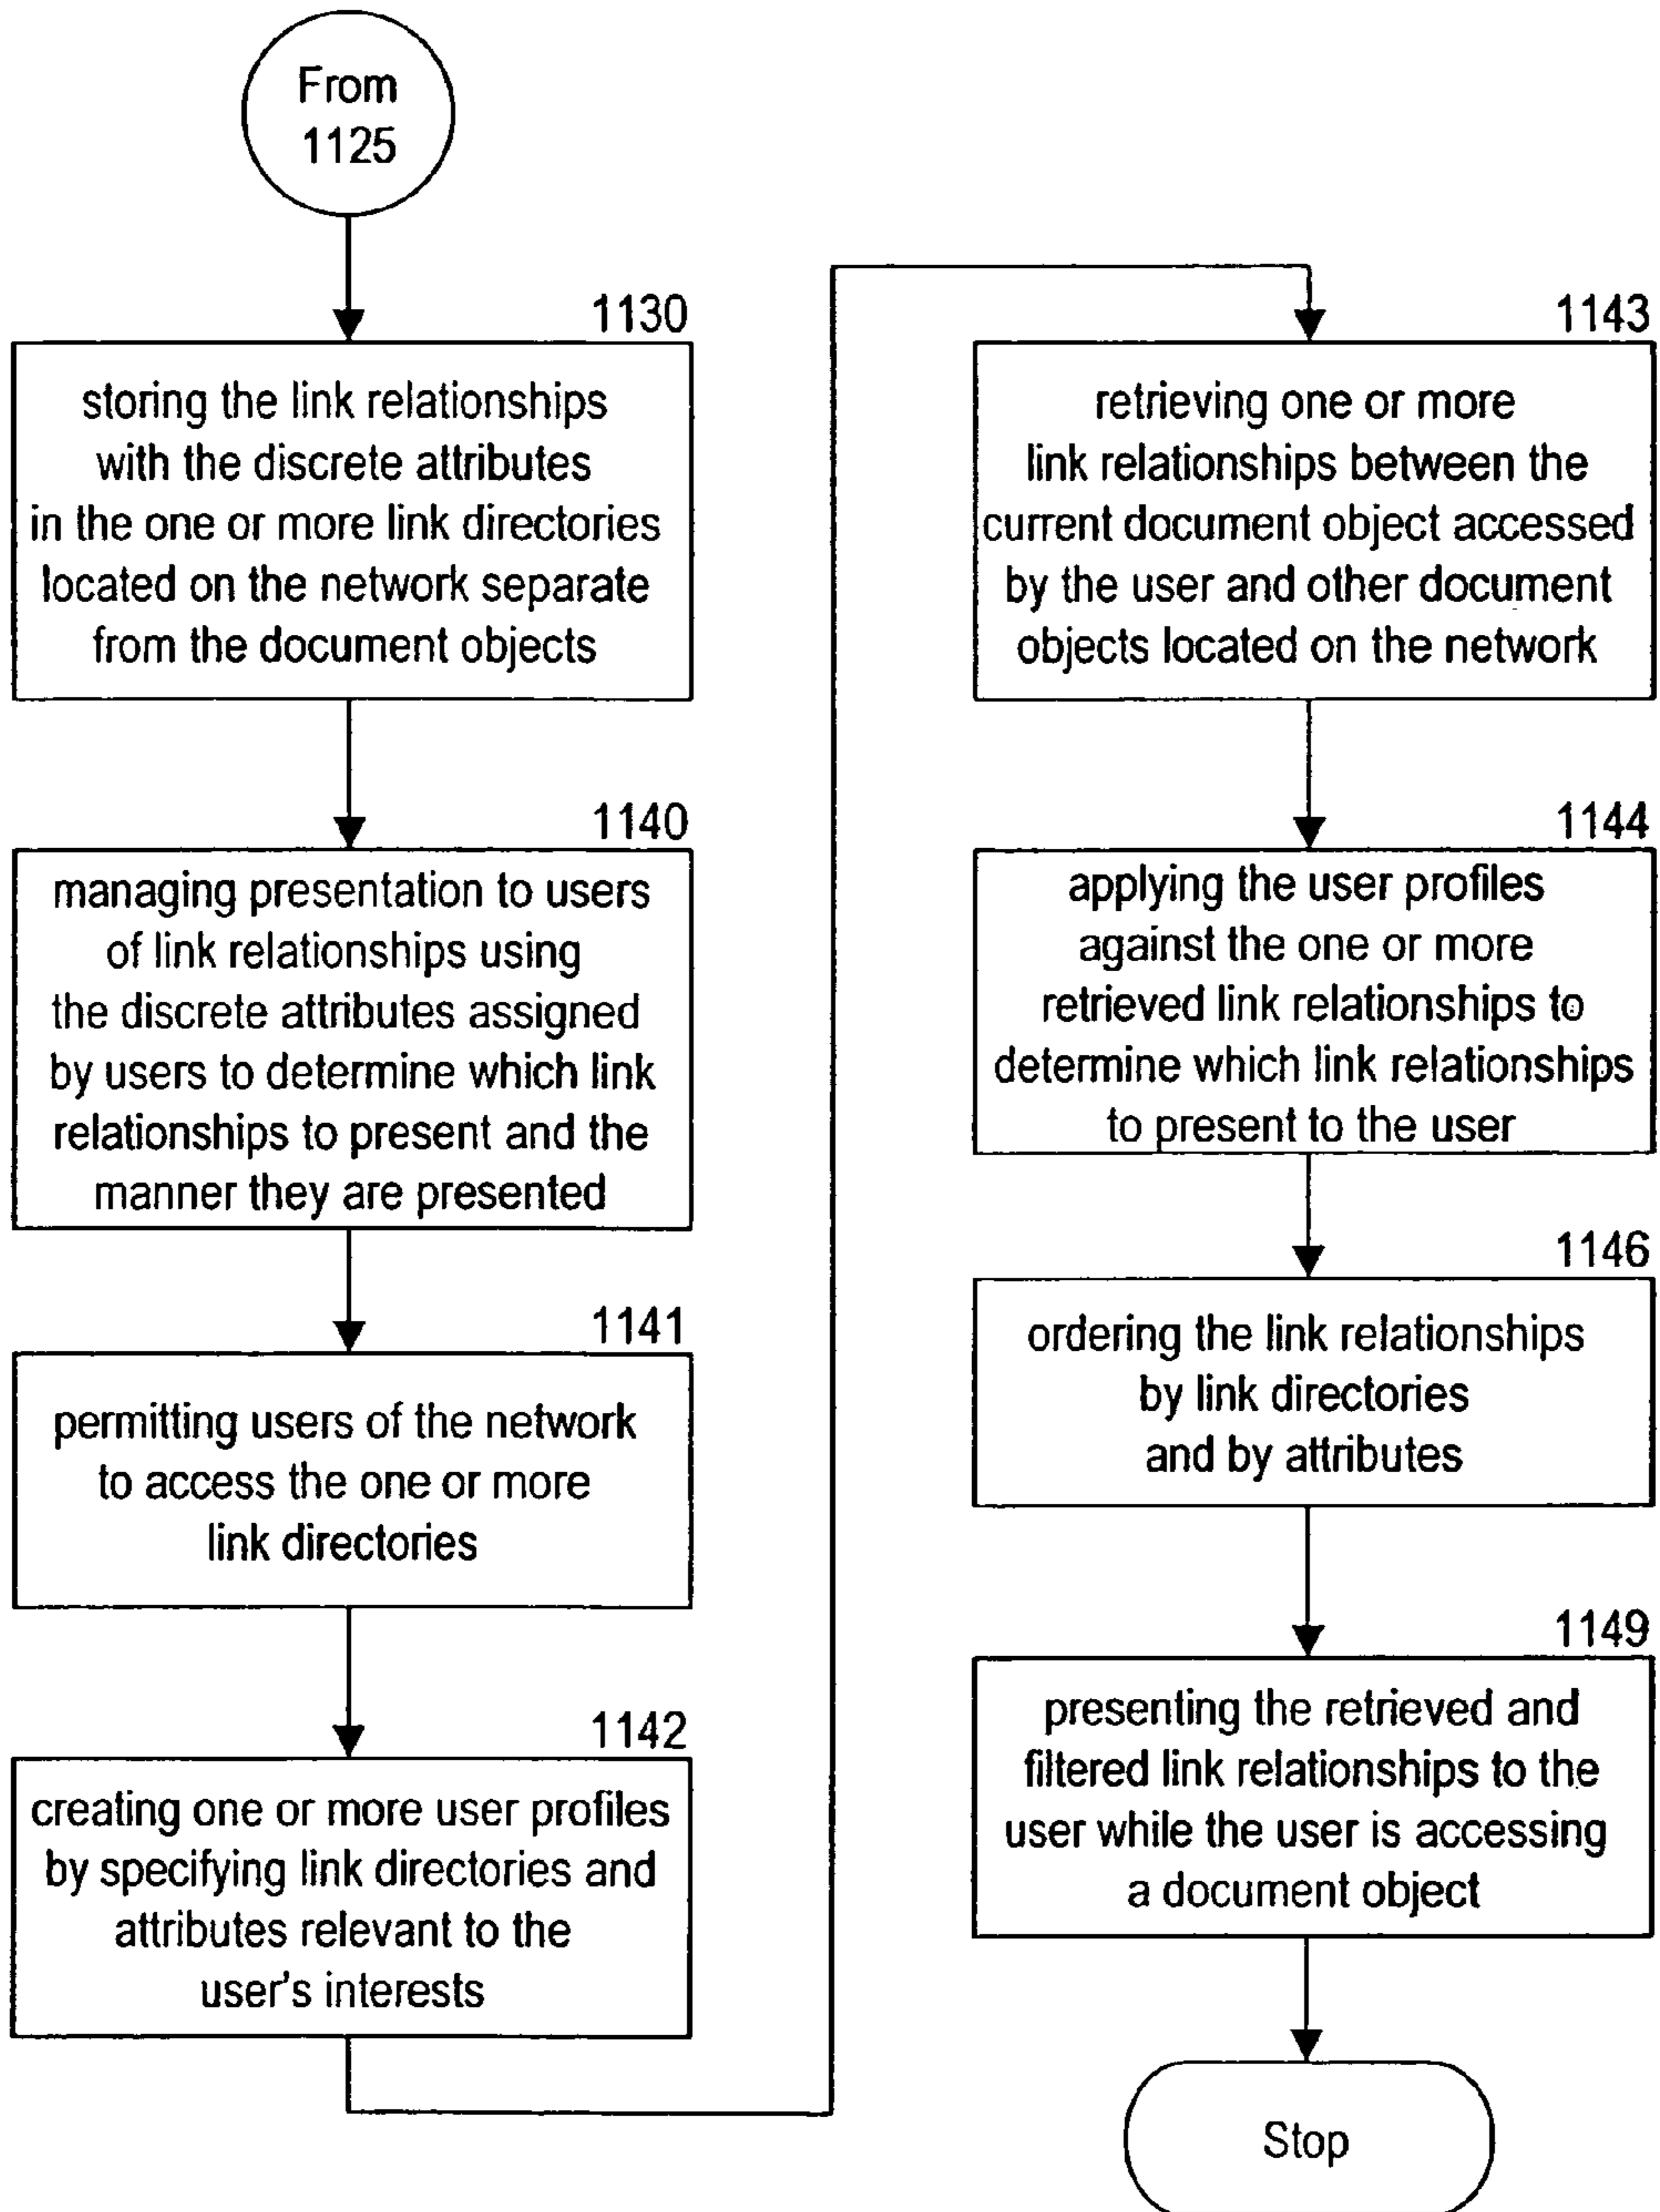 From
1125
1130
storing the link relationships
with the discrete attributes
in the one or more link directories
located on the network separate
from the document objects
1140
managing presentation to users
of link relationships using
the discrete attributes assigned
by users to determine which link
relationships to present and the
manner they are presented
1141
permitting users of the network
to access the one or more
link directories
1142
creating one or more user profiles
by specifying link directories and
attributes relevant to the
user's interests
1143
retrieving one or more
link relationships between the
current document object accessed
by the user and other document
objects located on the network
1144
applying the user profiles
against the one or more
retrieved link relationships to
determine which link relationships
to present to the user
1146
ordering the link relationships
by link directories
and by attributes
1149
presenting the retrieved and
filtered link relationships to the
user while the user is accessing
a document object
Stop